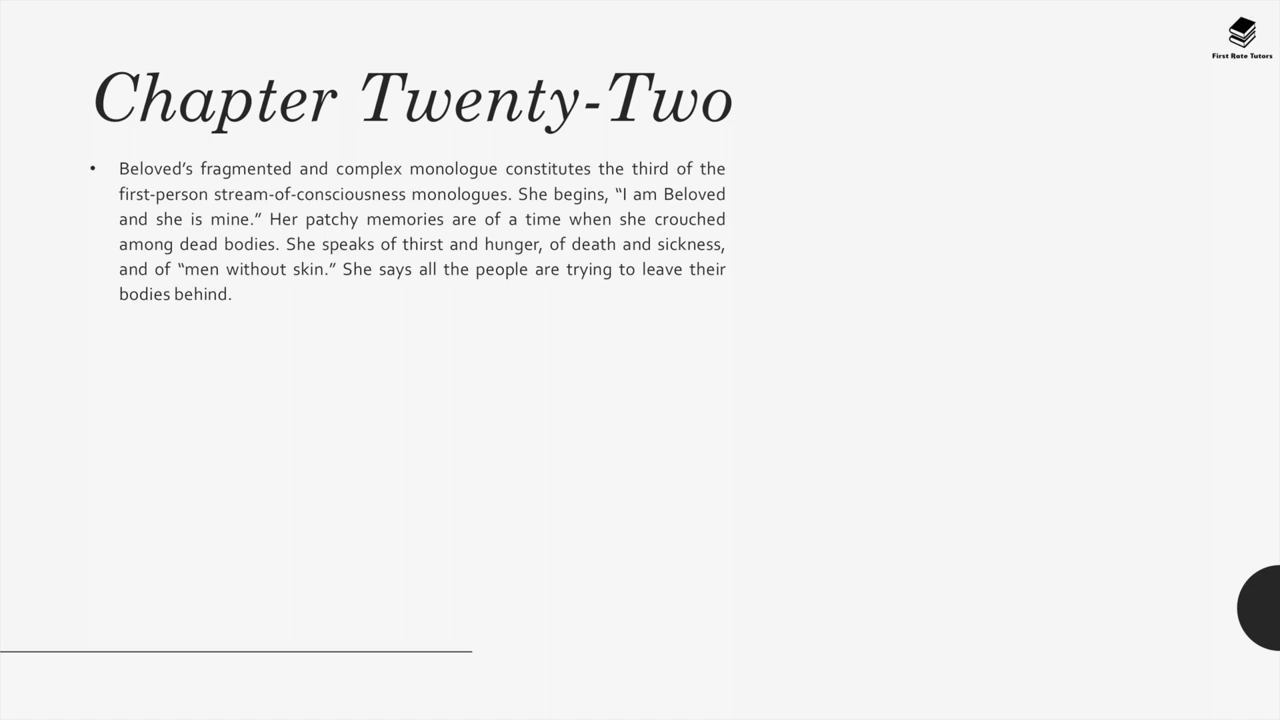 First Rate Tutors
Chapter Twenty-Two
• Beloved’s fragmented and complex monologue constitutes the third of the
first-person stream-of-consciousness monologues. She begins, “I am Beloved
and she is mine.” Her patchy memories are of a time when she crouched
among dead bodies. She speaks of thirst and hunger, of death and sickness,
and of “men without skin.” She says all the people are trying to leave their
bodies behind.